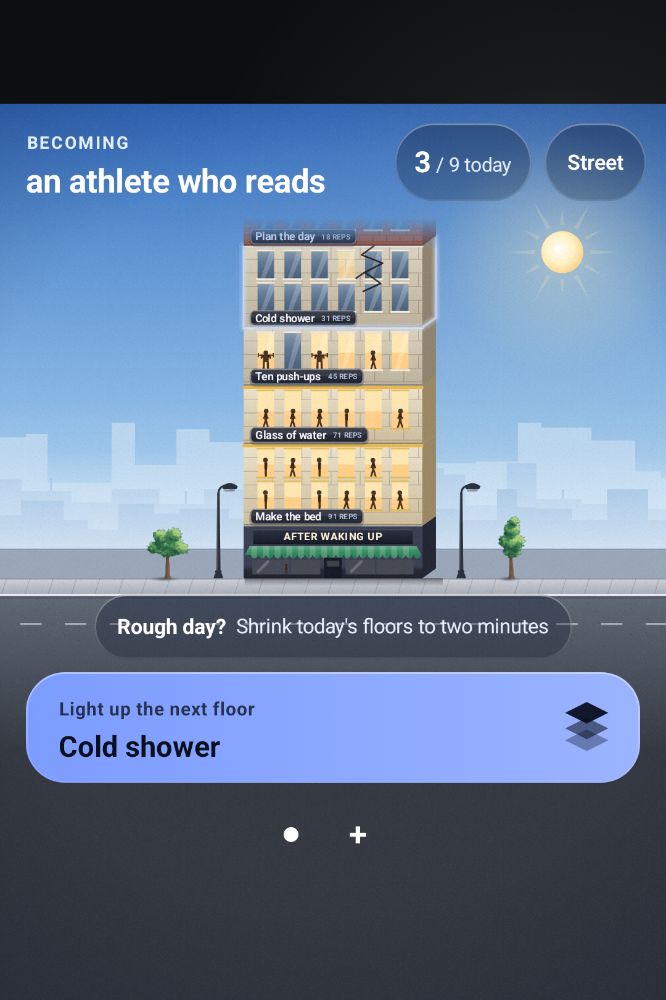 BECOMING
an athlete who reads
3 / 9 today
Street
Plan the day 18 REPS
Cold shower 31 REPS
Ten push-ups 45 REPS
Glass of water 71 REPS
Make the bed 91 REPS
AFTER WAKING UP
Rough day? Shrink today's floors to two minutes
Light up the next floor
Cold shower